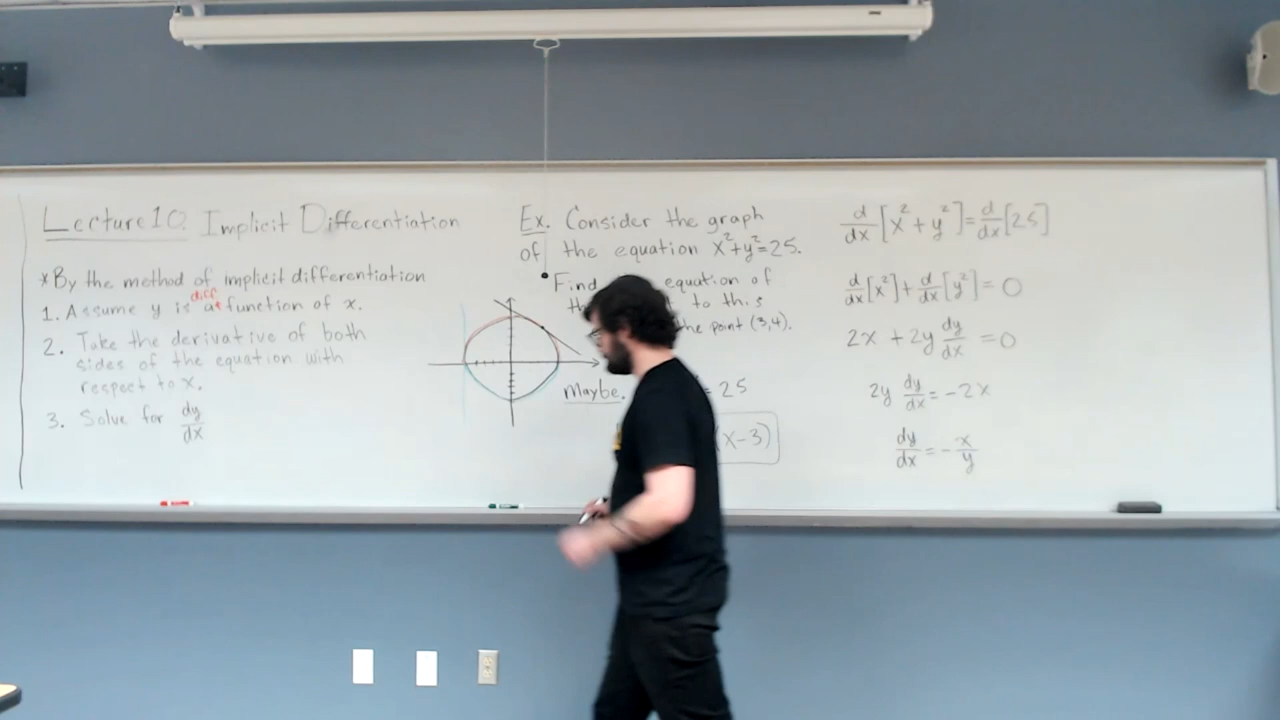 Lecture 10: Implicit Differentiation
*By the method of implicit differentiation
1. Assume y is a diff function of x.
2. Take the derivative of both
sides of the equation with
respect to x.
3. Solve for dy/dx
Ex. Consider the graph
of the equation x²+y²=25.
Find equation of
to this
the point (3,4).
Maybe. = 25
(x-3)
d/dx[x²+y²]=d/dx[25]
d/dx[x²]+d/dx[y²]=0
2x+2y dy/dx=0
2y dy/dx=-2x
dy/dx=-x/y